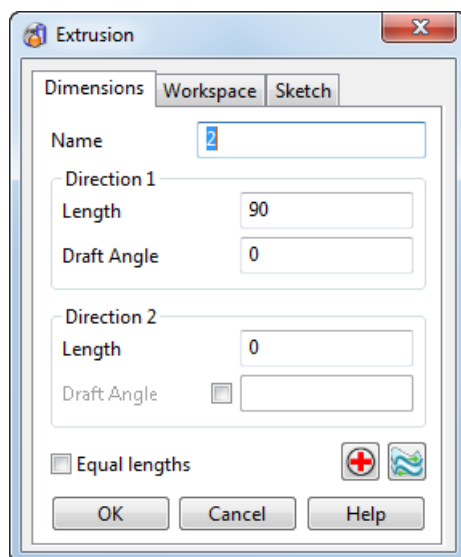 Extrusion
Dimensions Workspace Sketch
Name 2
Direction 1
Length 90
Draft Angle 0
Direction 2
Length 0
Draft Angle
Equal lengths
OK Cancel Help